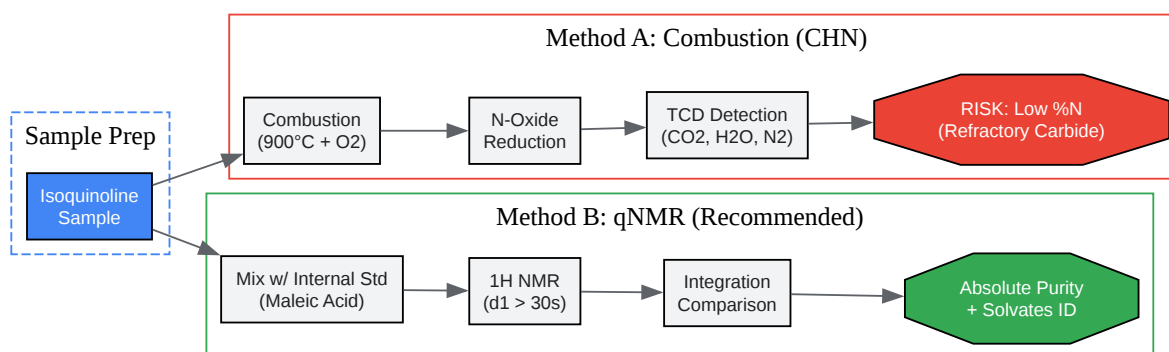 Method A: Combustion (CHN)
Combustion
(900°C + O2)
N-Oxide
Reduction
TCD Detection
(CO2, H2O, N2)
RISK: Low %N
(Refractory Carbide)
Sample Prep
Isoquinoline
Sample
Method B: qNMR (Recommended)
Mix w/ Internal Std
(Maleic Acid)
1H NMR
(d1 > 30s)
Integration
Comparison
Absolute Purity
+ Solvates ID